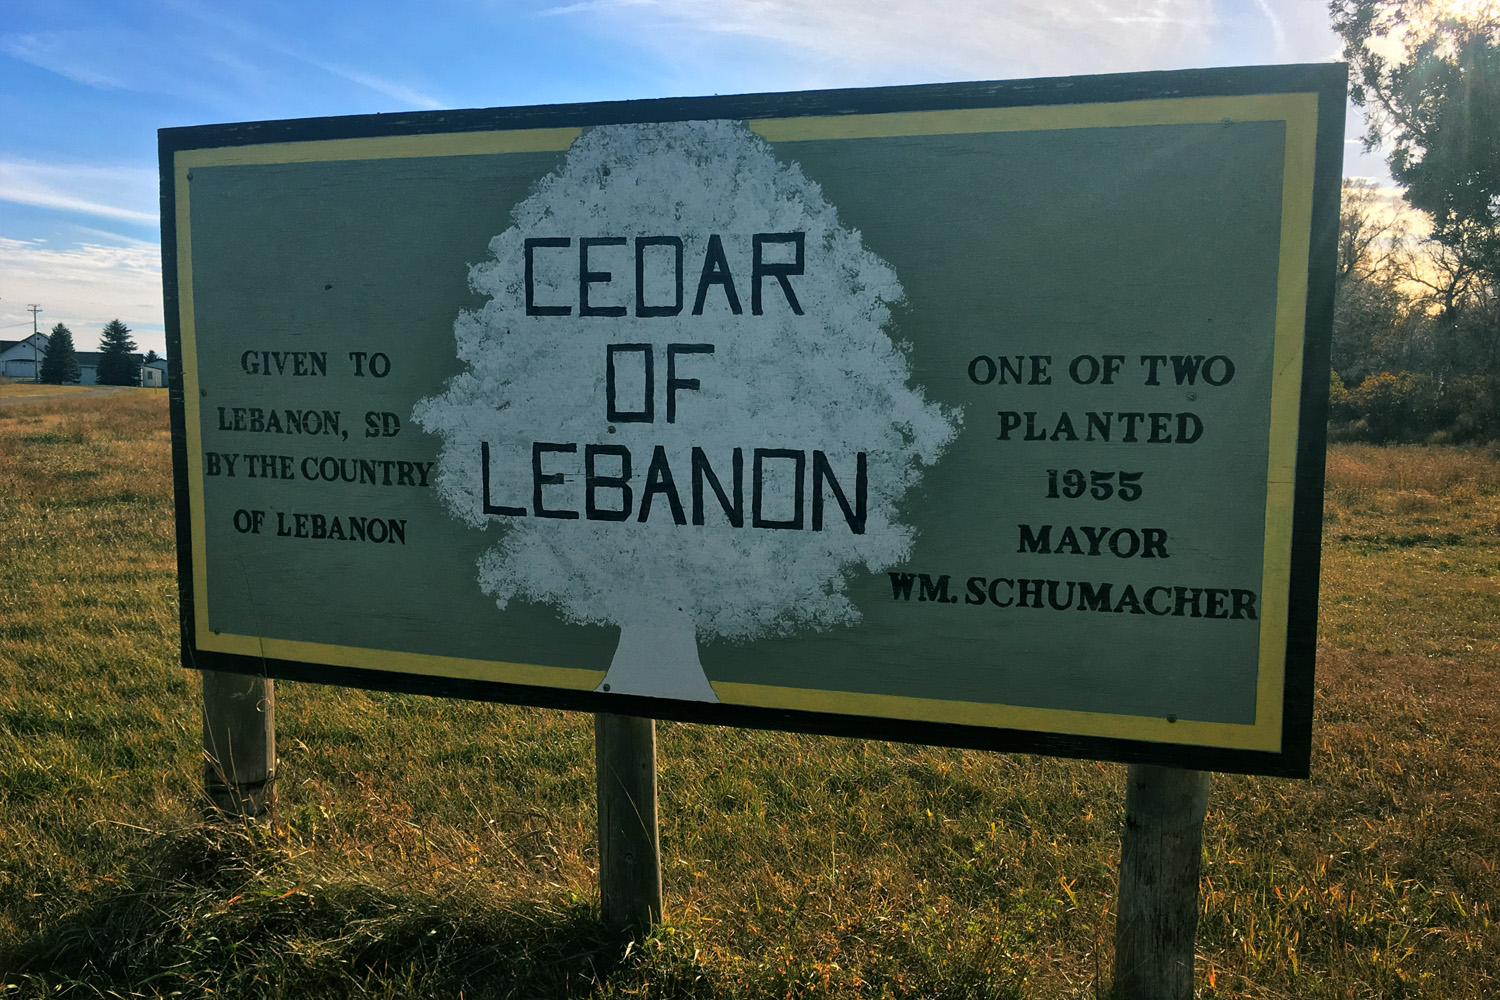 GIVEN TO
LEBANON, SD
BY THE COUNTRY
OF LEBANON
CEDAR
OF
LEBANON
ONE OF TWO
PLANTED
1955
MAYOR
WM. SCHUMACHER